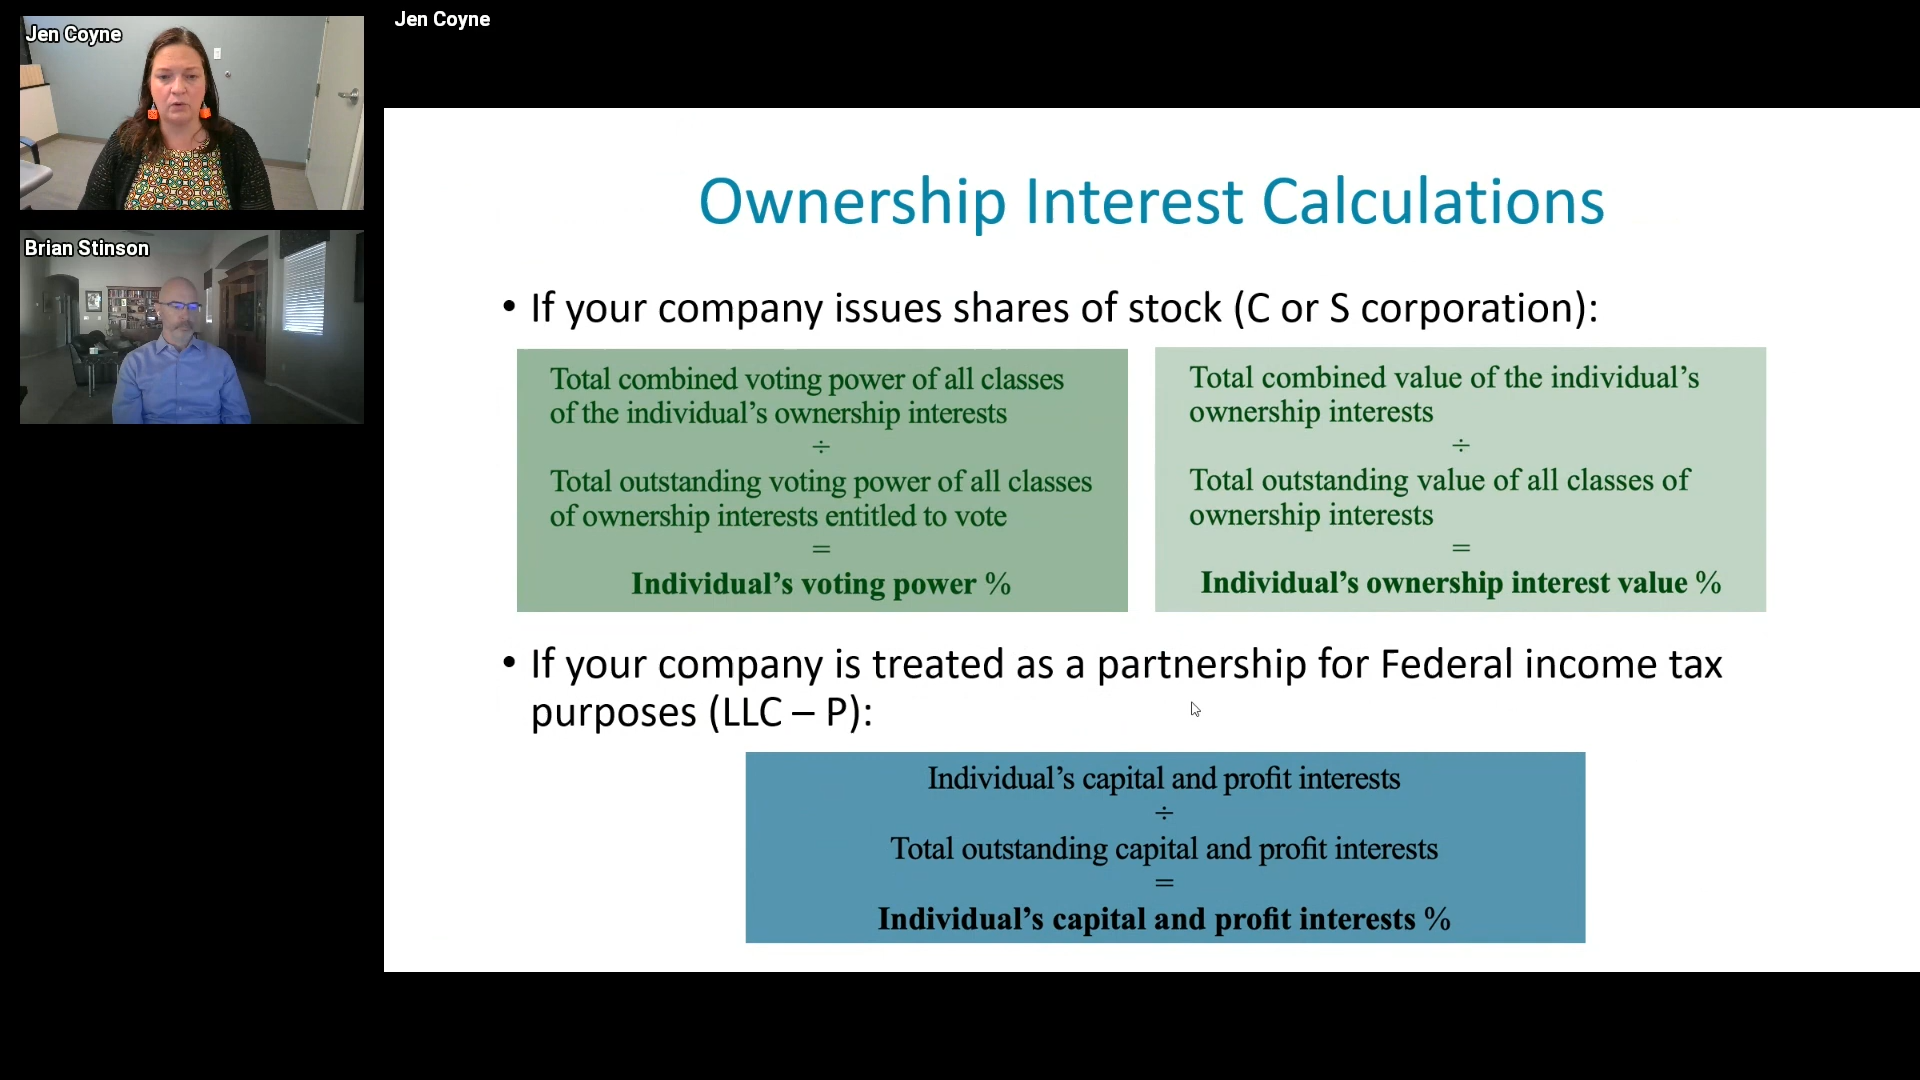 Jen Coyne
Jen Coyne
Brian Stinson
Ownership Interest Calculations
• If your company issues shares of stock (C or S corporation):
Total combined voting power of all classes
of the individual’s ownership interests
÷
Total outstanding voting power of all classes
of ownership interests entitled to vote
=
Individual’s voting power %
Total combined value of the individual’s
ownership interests
÷
Total outstanding value of all classes of
ownership interests
=
Individual’s ownership interest value %
• If your company is treated as a partnership for Federal income tax
purposes (LLC – P):
Individual’s capital and profit interests
÷
Total outstanding capital and profit interests
=
Individual’s capital and profit interests %